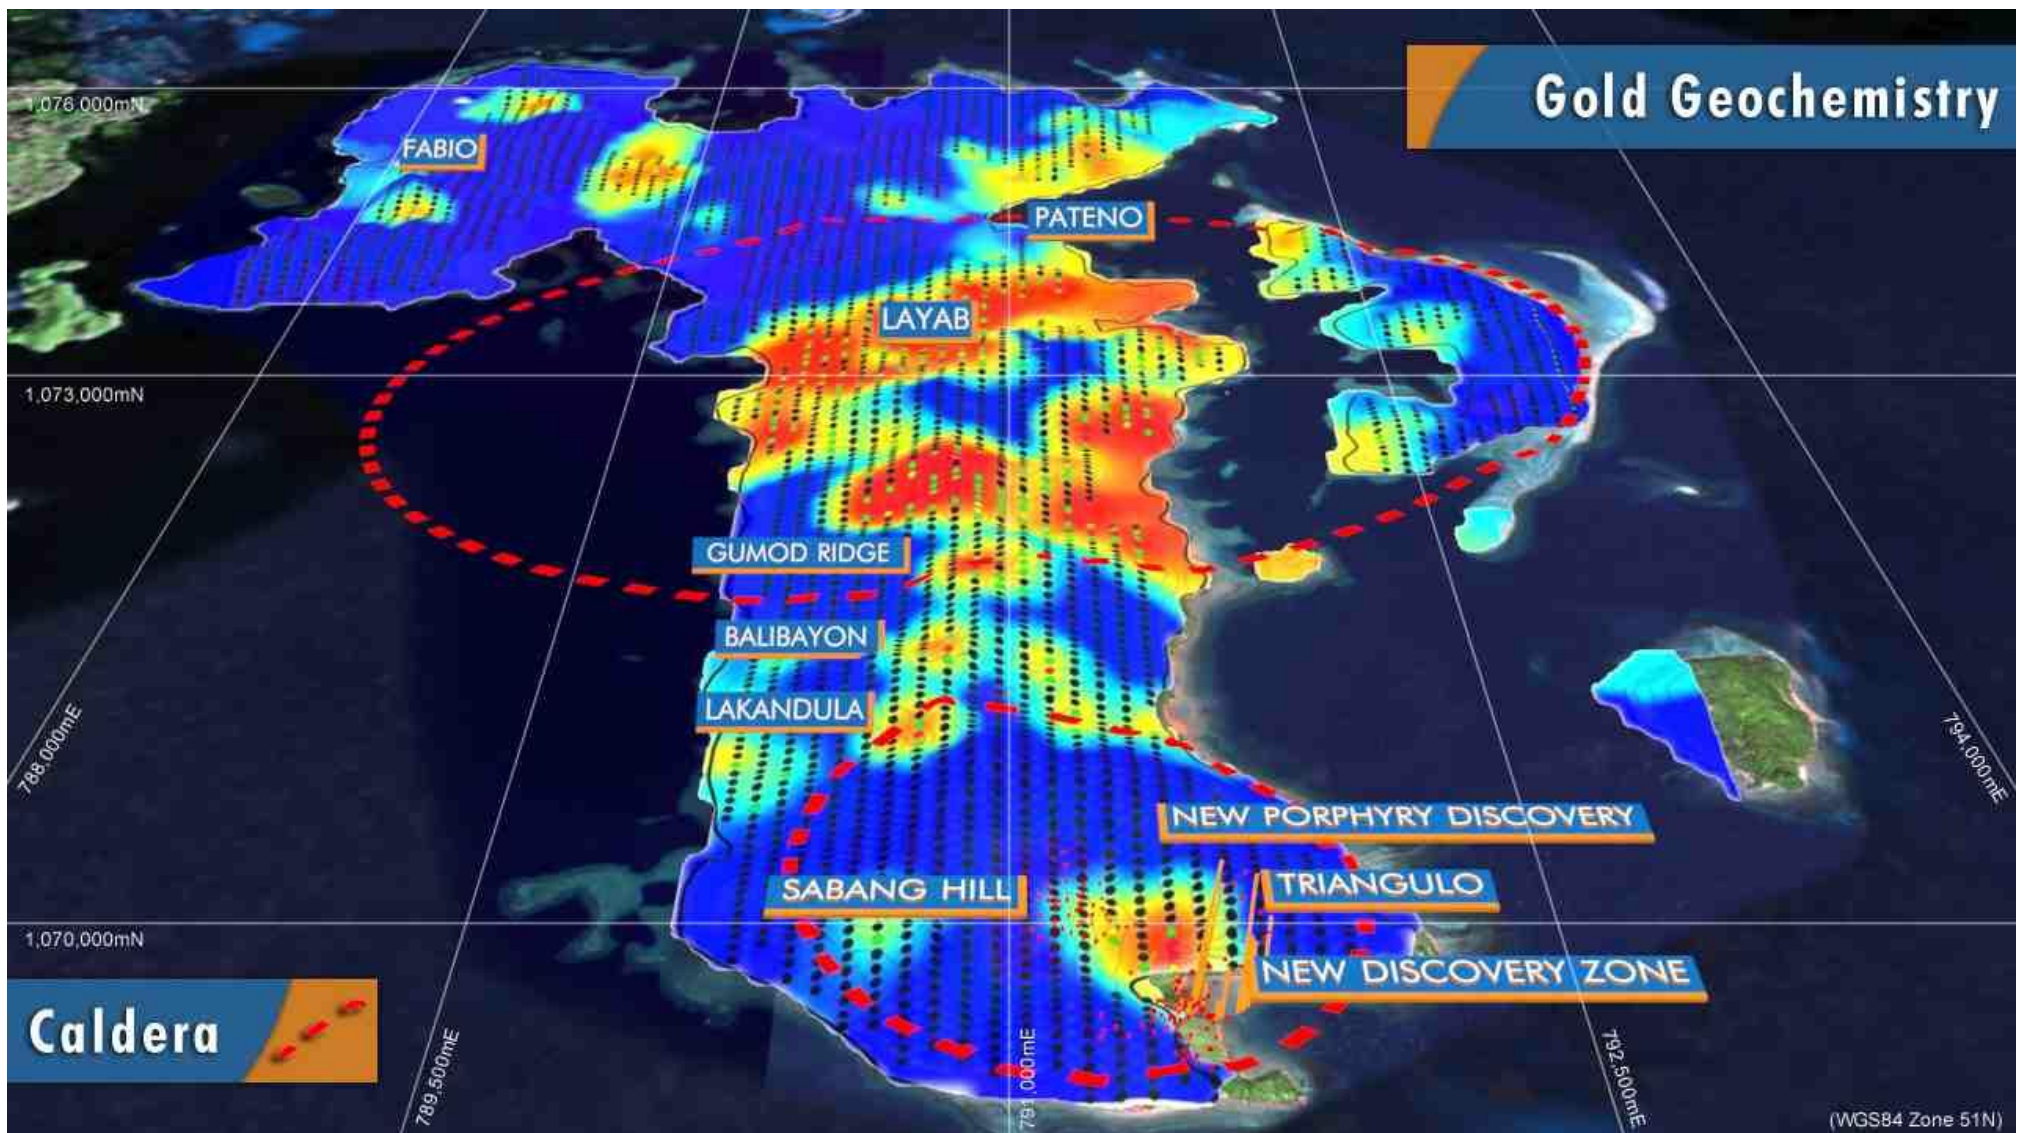 Gold Geochemistry
1,076,000mN
FABIO
PATENO
LAYAB
1,073,000mN
GUMOD RIDGE
BALIBAYON
LAKANDULA
788,000mE
794,000mE
NEW PORPHYRY DISCOVERY
SABANG HILL
TRIANGULO
1,070,000mN
NEW DISCOVERY ZONE
Caldera
789,500mE
791,000mE
792,500mE
(WGS84 Zone 51N)